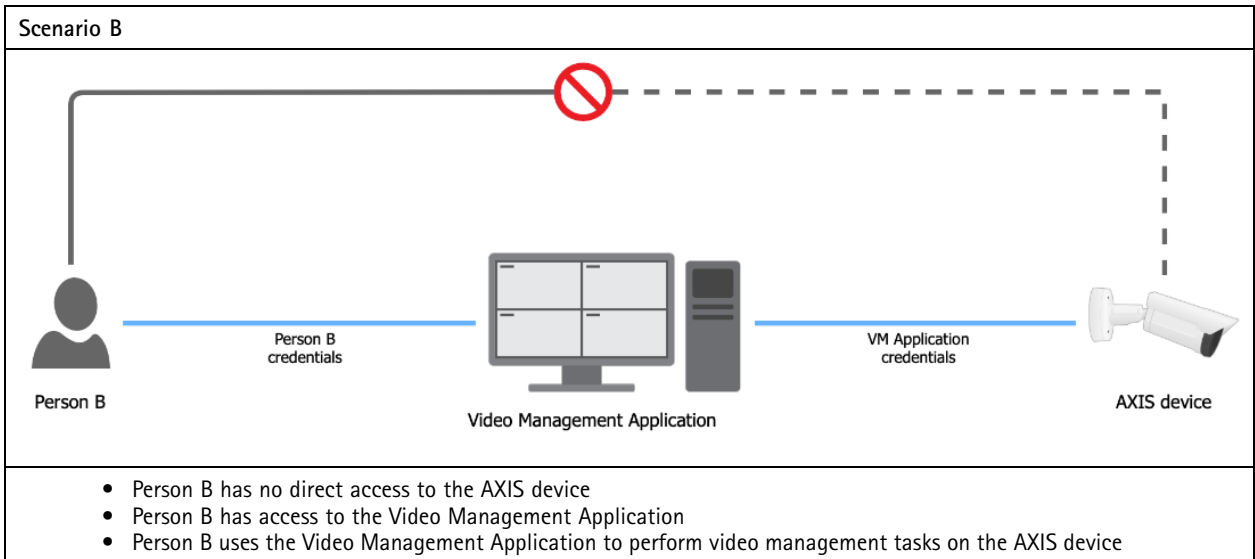 Scenario B
Person B
credentials
VM Application
credentials
Person B
AXIS device
Video Management Application
• Person B has no direct access to the AXIS device
• Person B has access to the Video Management Application
• Person B uses the Video Management Application to perform video management tasks on the AXIS device